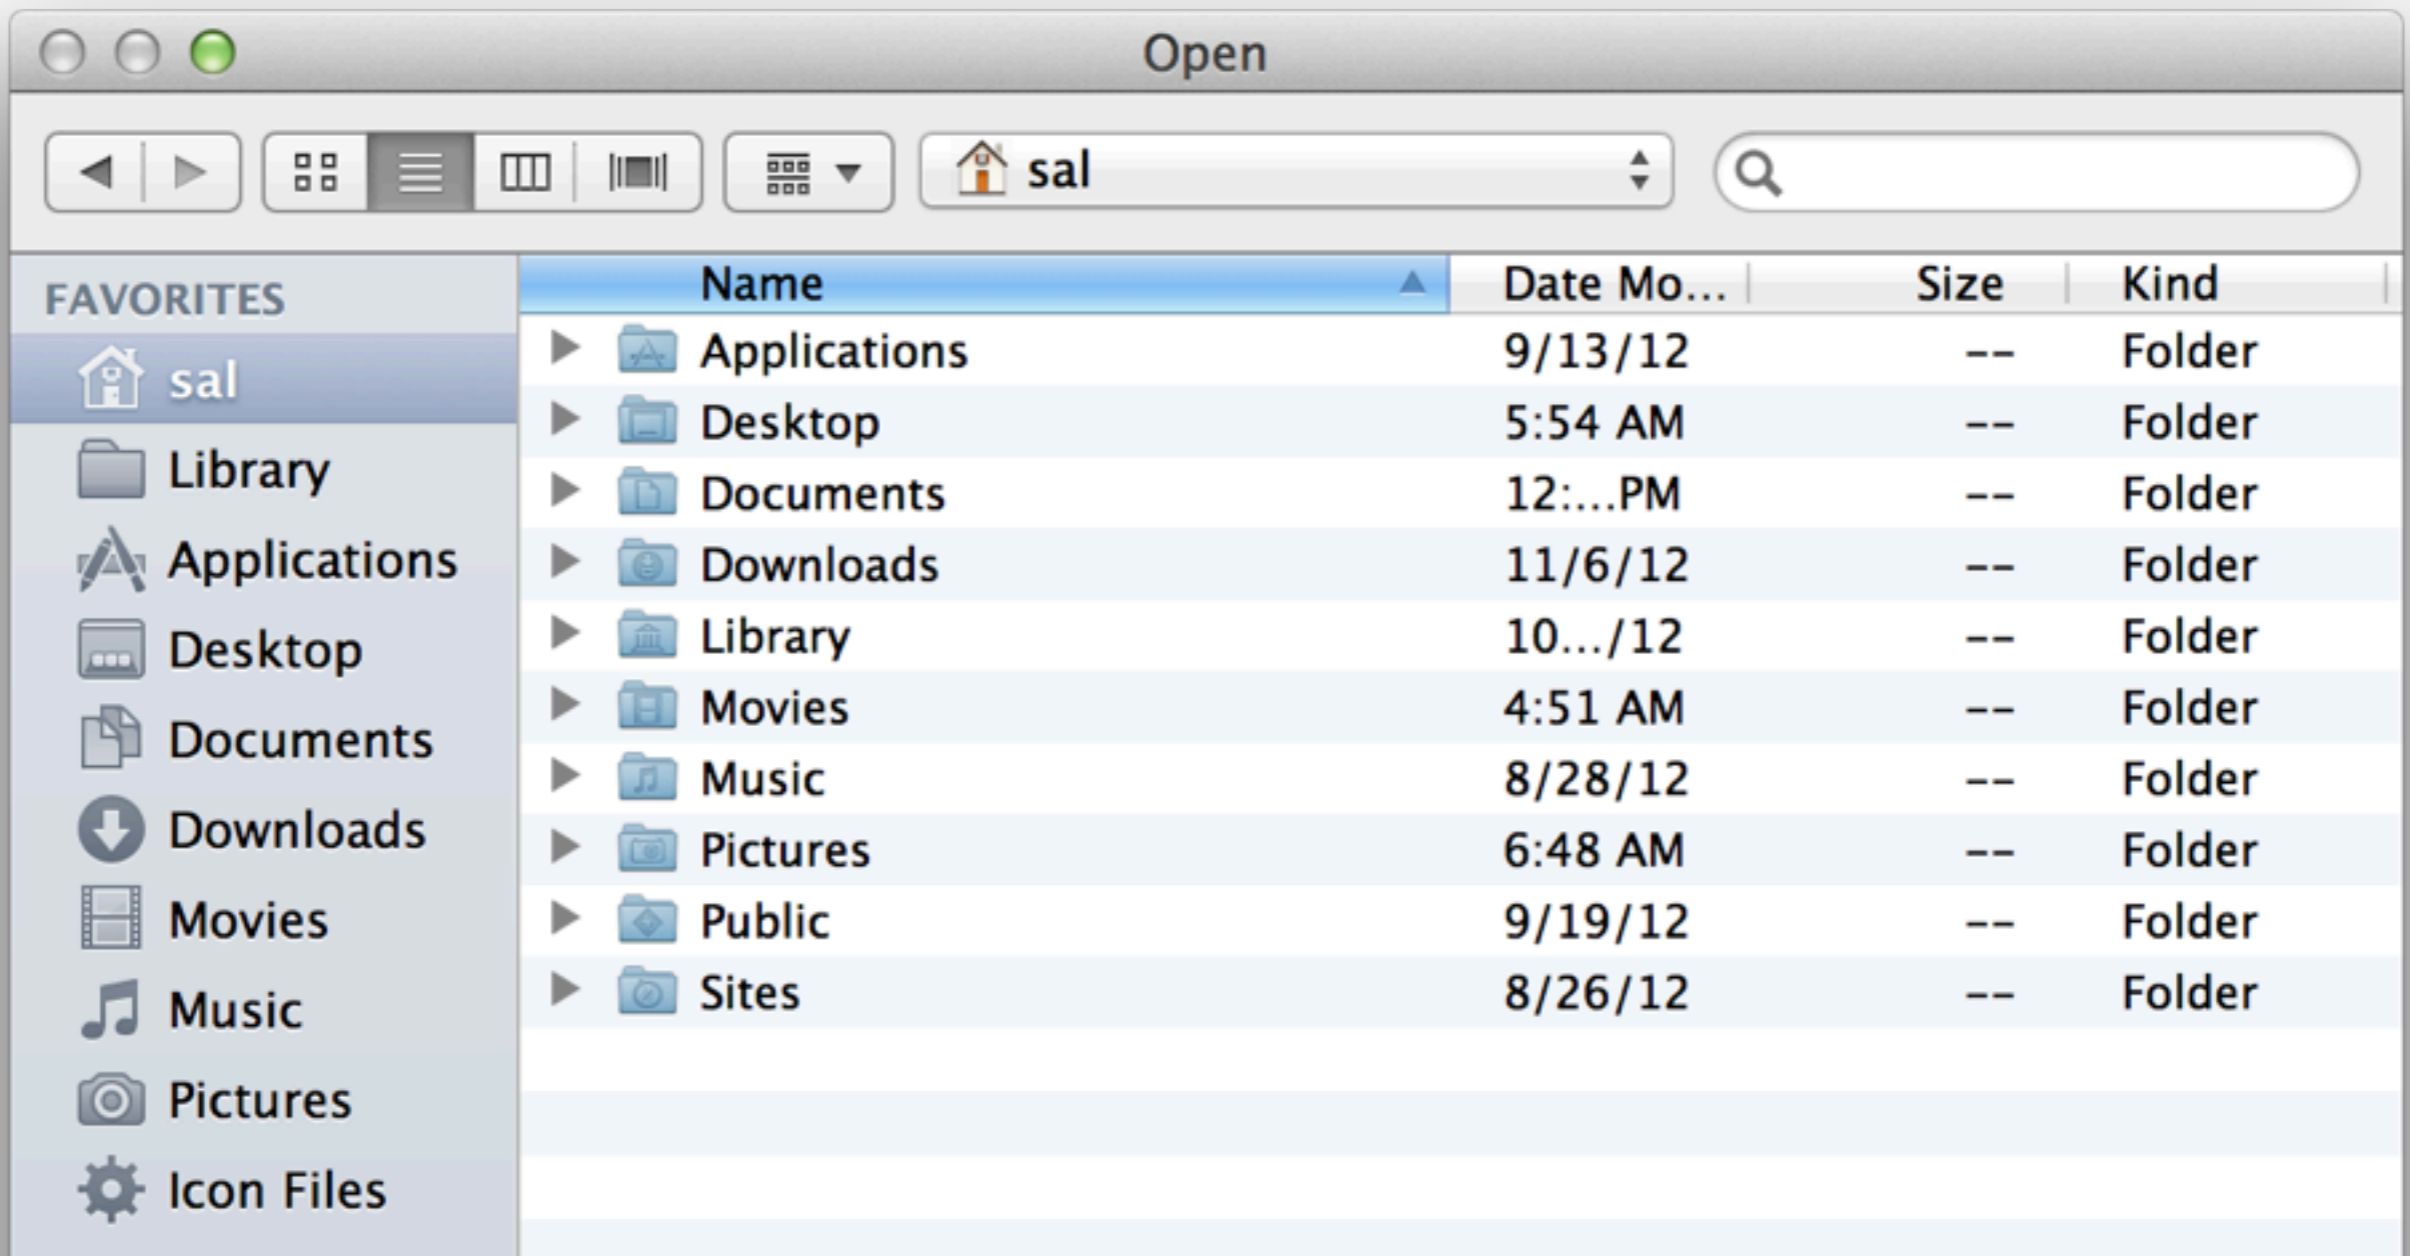 Open
sal
FAVORITES
sal
Library
Applications
Desktop
Documents
Downloads
Movies
Music
Pictures
Icon Files
Name Date Mo... Size Kind
Applications 9/13/12 -- Folder
Desktop 5:54 AM -- Folder
Documents 12:...PM -- Folder
Downloads 11/6/12 -- Folder
Library 10.../12 -- Folder
Movies 4:51 AM -- Folder
Music 8/28/12 -- Folder
Pictures 6:48 AM -- Folder
Public 9/19/12 -- Folder
Sites 8/26/12 -- Folder